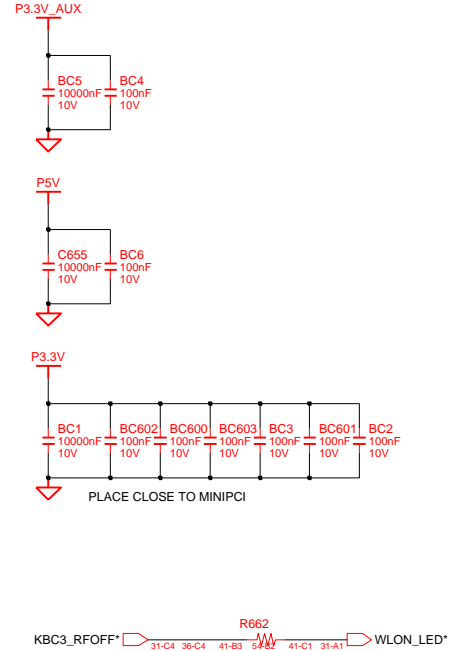 P3.3V_AUX
BC5 BC4
10000nF 100nF
10V 10V
P5V
C655 BC6
10000nF 100nF
10V 10V
P3.3V
BC1 BC602 BC600 BC603 BC3 BC601 BC2
10000nF 100nF 100nF 100nF 100nF 100nF 100nF
10V 10V 10V 10V 10V 10V 10V
PLACE CLOSE TO MINIPCI
R662
KBC3_RFOFF* WLON_LED*
31-C4 36-C4 41-B3 54-B2 41-C1 31-A1